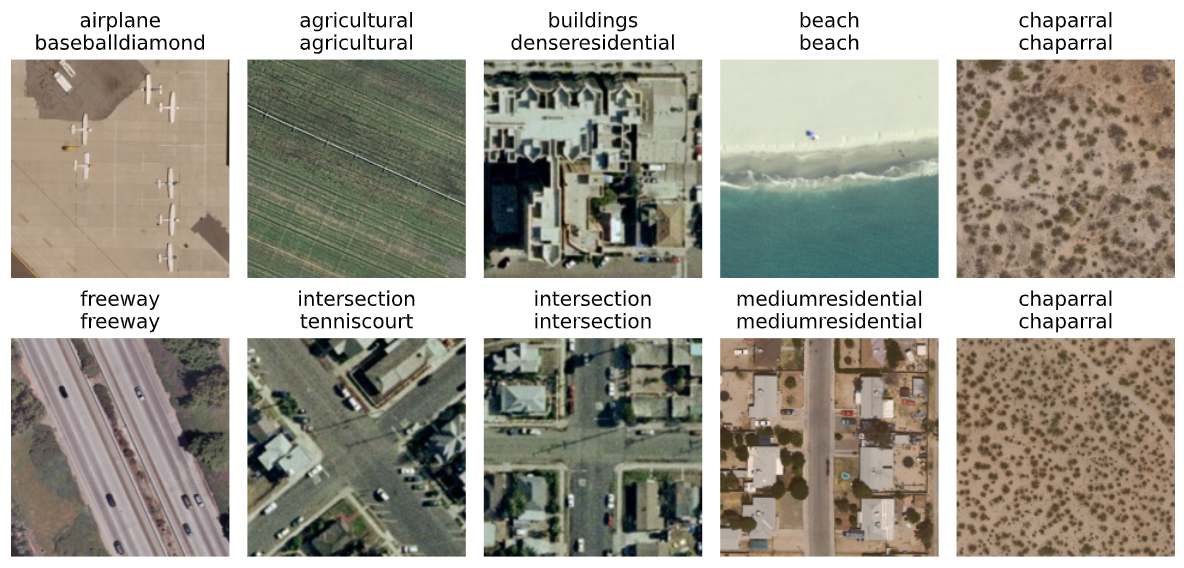 airplane
baseballdiamond
agricultural
agricultural
buildings
denseresidential
beach
beach
chaparral
chaparral
freeway
freeway
intersection
tenniscourt
intersection
intersection
mediumresidential
mediumresidential
chaparral
chaparral